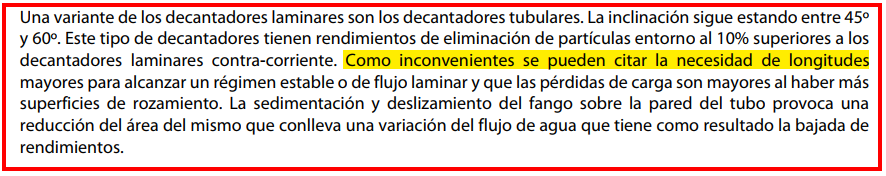 Una variante de los decantadores laminares son los decantadores tubulares. La inclinación sigue estando entre 45º
y 60º. Este tipo de decantadores tienen rendimientos de eliminación de partículas entorno al 10% superiores a los
decantadores laminares contra-corriente. Como inconvenientes se pueden citar la necesidad de longitudes
mayores para alcanzar un régimen estable o de flujo laminar y que las pérdidas de carga son mayores al haber más
superficies de rozamiento. La sedimentación y deslizamiento del fango sobre la pared del tubo provoca una
reducción del área del mismo que conlleva una variación del flujo de agua que tiene como resultado la bajada de
rendimientos.